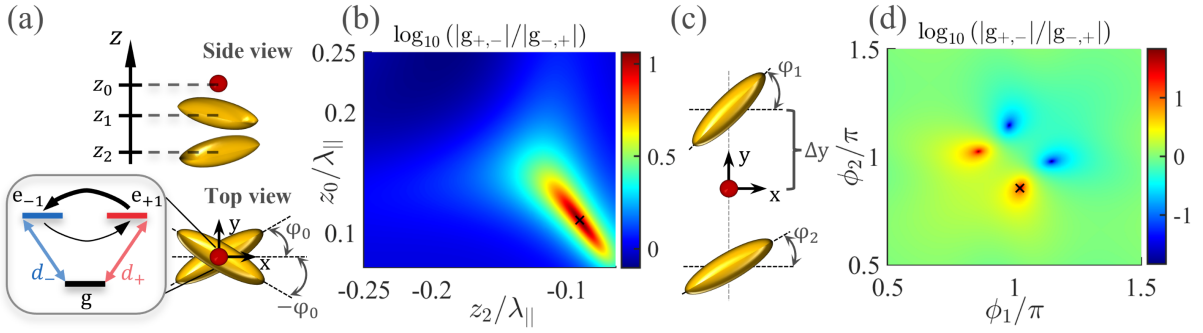 (a)
z
Side view
z₀
z₁
z₂
Top view
e₋₁
e₊₁
d₋
d₊
g
y
x
φ₀
-φ₀
(b)
log₁₀ (|g₊,₋|/|g₋,₊|)
0.25
0.2
0.15
0.1
z₀/λ||
-0.25
-0.2
-0.1
z₂/λ||
1
0.5
0
(c)
φ₁
Δy
y
x
φ₂
(d)
log₁₀ (|g₊,₋|/|g₋,₊|)
1.5
1
0.5
ϕ₂/π
0.5
1
1.5
ϕ₁/π
1
0
-1